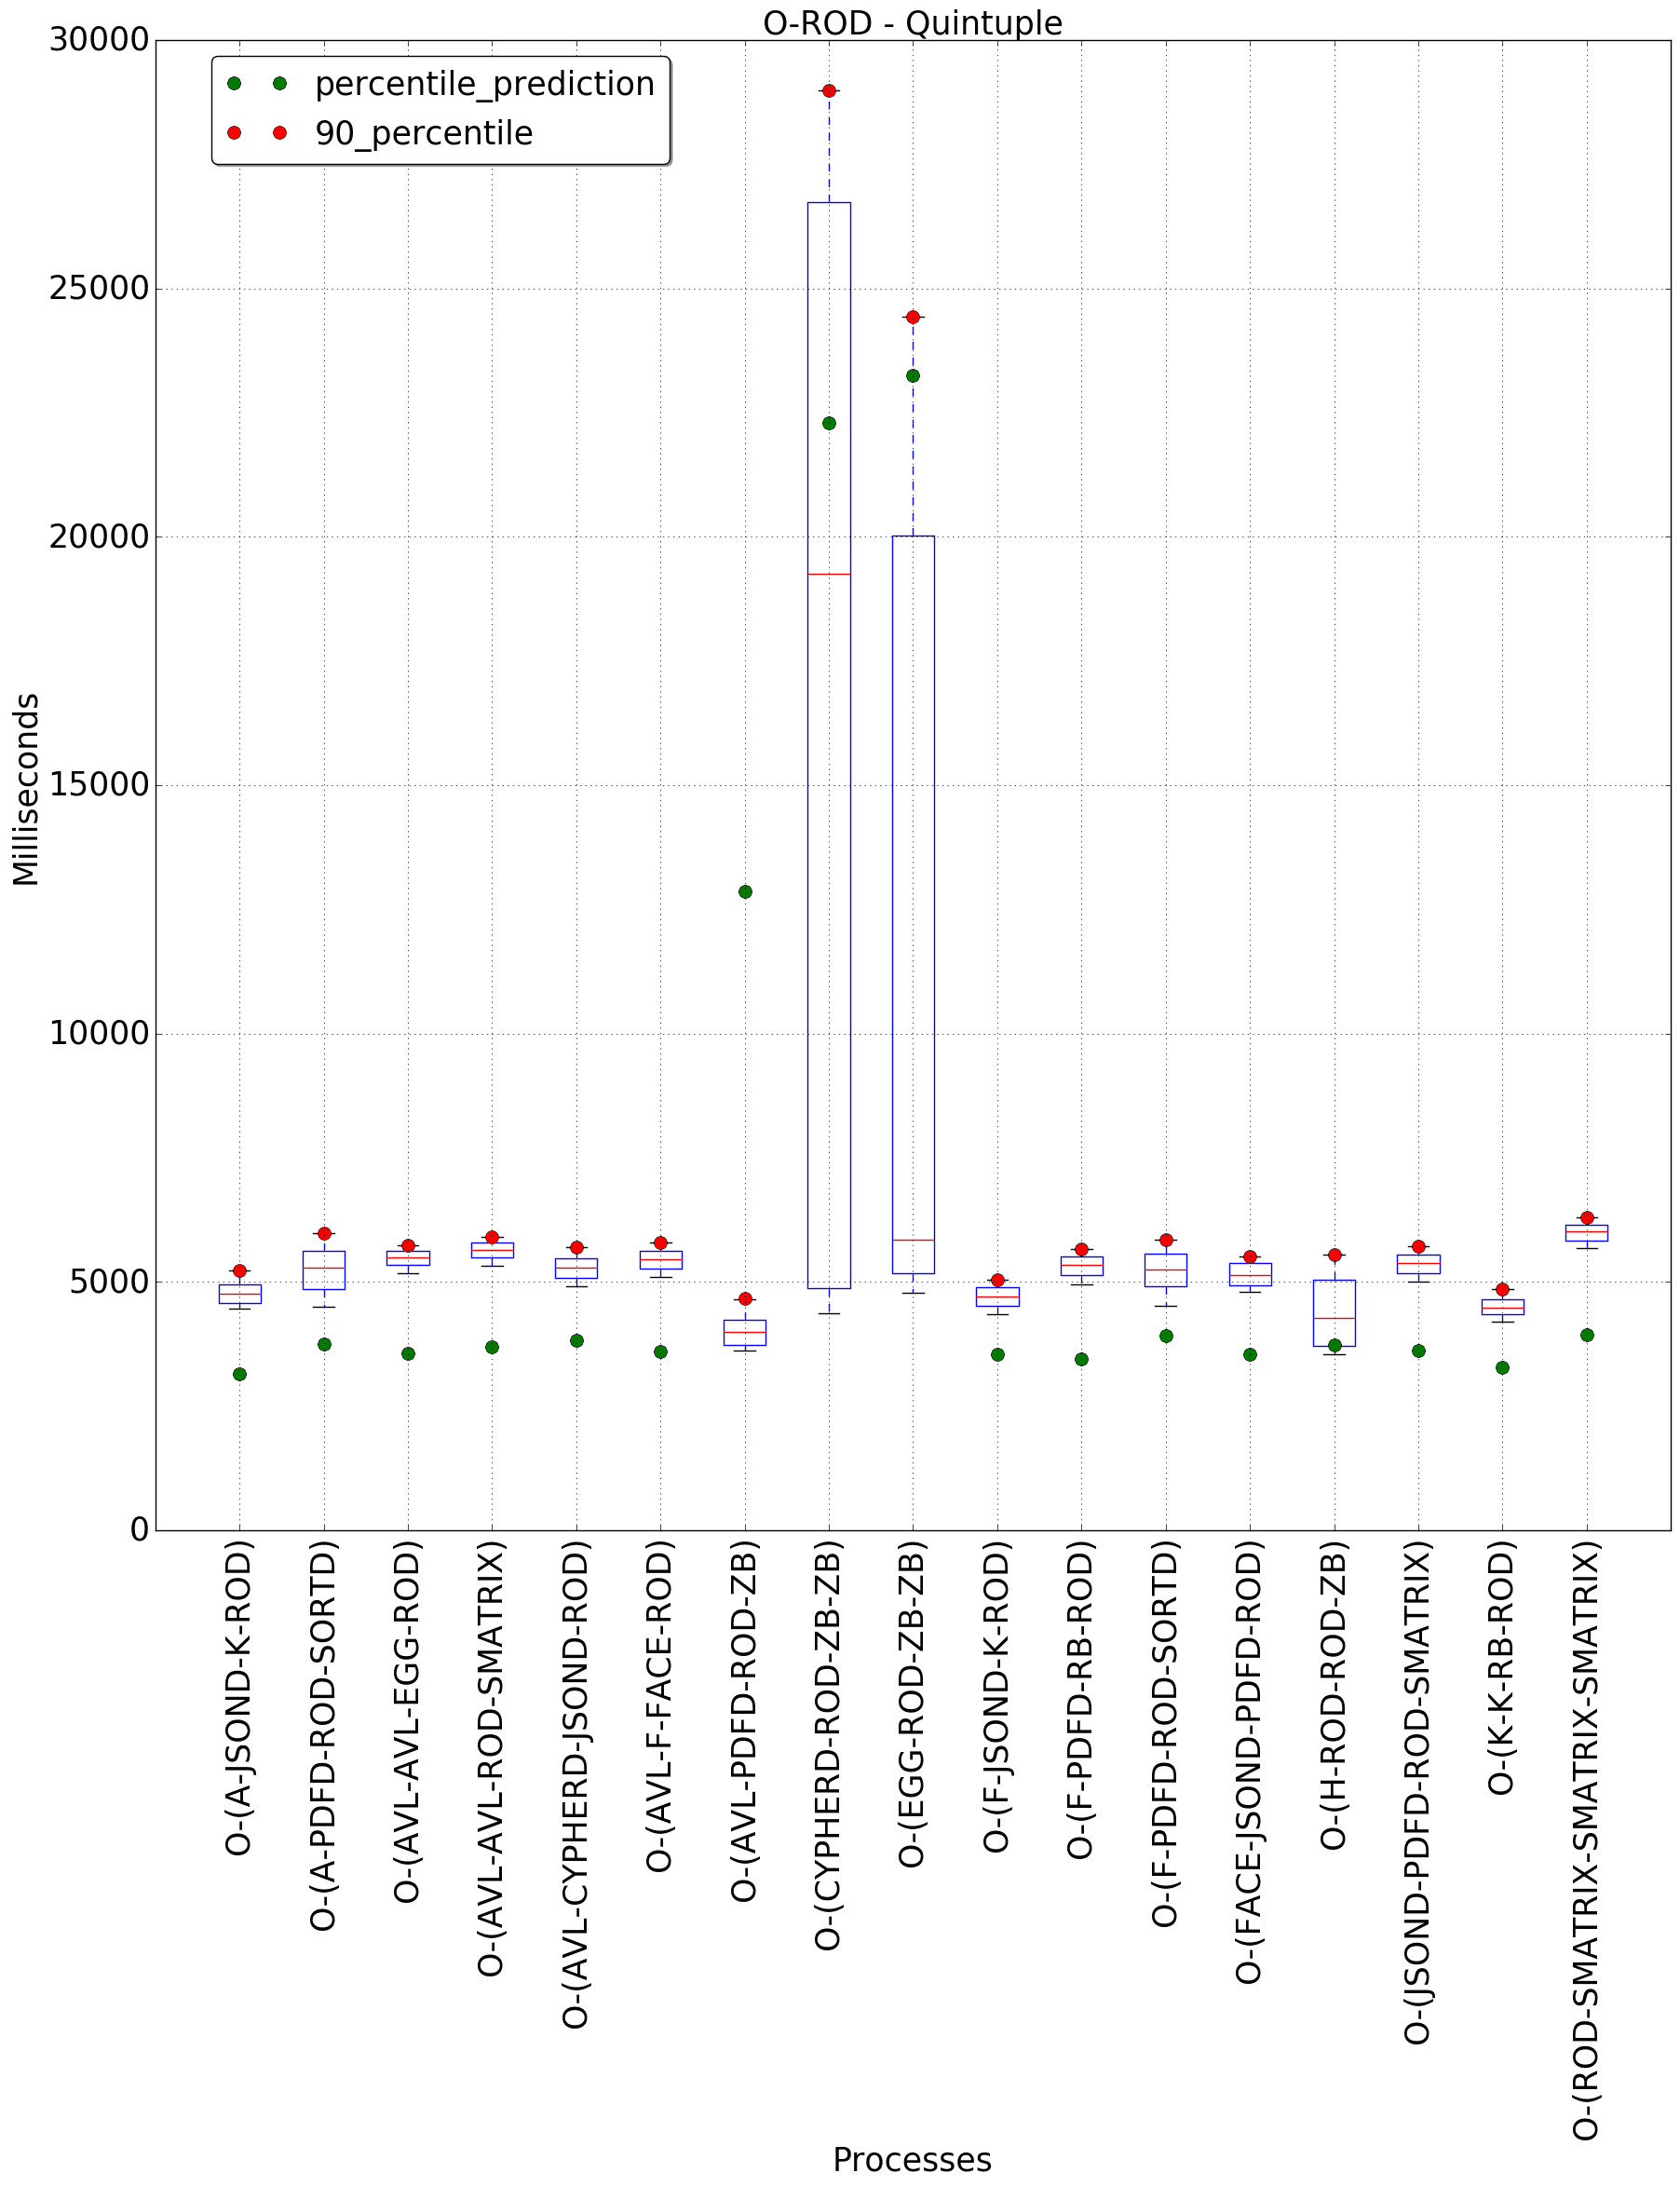 O-ROD - Quintuple
percentile_prediction
90_percentile
30000
25000
20000
15000
10000
5000
0
Milliseconds
O-(A-JSOND-K-ROD)
O-(A-PDFD-ROD-SORTD)
O-(AVL-AVL-EGG-ROD)
O-(AVL-AVL-ROD-SMATRIX)
O-(AVL-CYPHERD-JSOND-ROD)
O-(AVL-F-FACE-ROD)
O-(AVL-PDFD-ROD-ZB)
O-(CYPHERD-ROD-ZB-ZB)
O-(EGG-ROD-ZB-ZB)
O-(F-JSOND-K-ROD)
O-(F-PDFD-RB-ROD)
O-(F-PDFD-ROD-SORTD)
O-(FACE-JSOND-PDFD-ROD)
O-(H-ROD-ROD-ZB)
O-(JSOND-PDFD-ROD-SMATRIX)
O-(K-K-RB-ROD)
O-(ROD-SMATRIX-SMATRIX-SMATRIX)
Processes